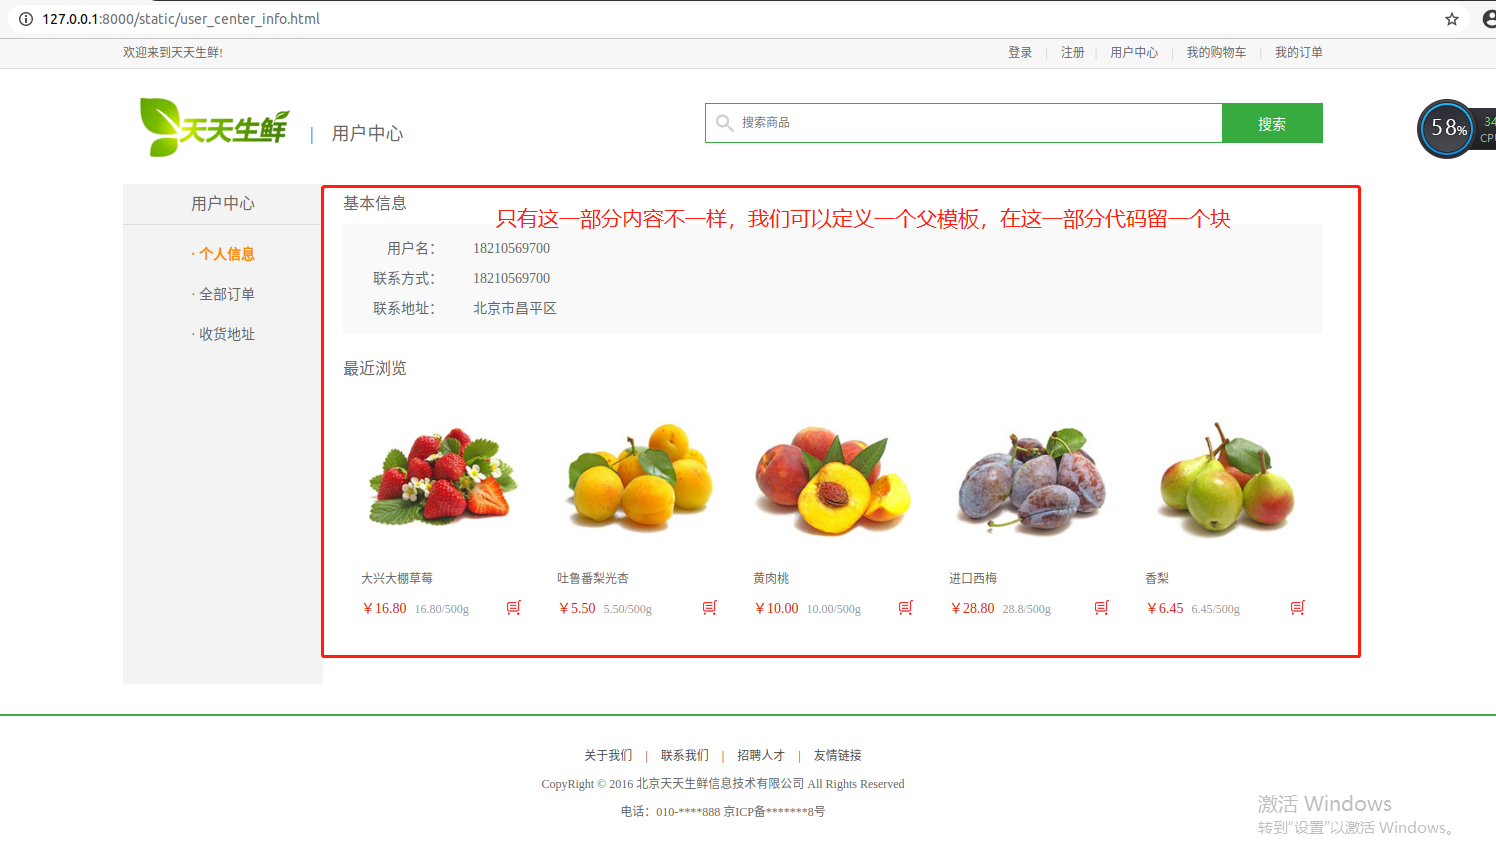 127.0.0.1:8000/static/user_center_info.html
欢迎来到天天生鲜!
登录 | 注册 | 用户中心 | 我的购物车 | 我的订单
天天生鲜 | 用户中心
搜索商品
搜索
58%
34
CPU
用户中心
· 个人信息
· 全部订单
· 收货地址
基本信息
只有这一部分内容不一样，我们可以定义一个父模板，在这一部分代码留一个块
用户名： 18210569700
联系方式： 18210569700
联系地址： 北京市昌平区
最近浏览
大兴大棚草莓 吐鲁番梨光杏 黄肉桃 进口西梅 香梨
￥16.80 16.80/500g ￥5.50 5.50/500g ￥10.00 10.00/500g ￥28.80 28.8/500g ￥6.45 6.45/500g
关于我们 | 联系我们 | 招聘人才 | 友情链接
CopyRight © 2016 北京天天生鲜信息技术有限公司 All Rights Reserved
电话：010-****888 京ICP备*******8号
激活 Windows
转到"设置"以激活 Windows。